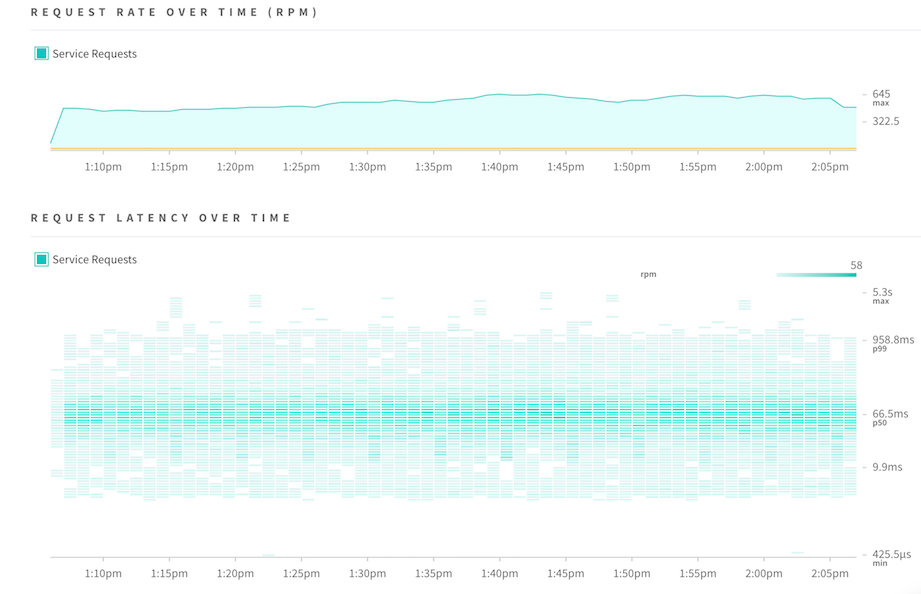 REQUEST RATE OVER TIME (RPM)
Service Requests
645
max
322.5
1:10pm 1:15pm 1:20pm 1:25pm 1:30pm 1:35pm 1:40pm 1:45pm 1:50pm 1:55pm 2:00pm 2:05pm
REQUEST LATENCY OVER TIME
Service Requests
58
rpm
5.3s
max
958.8ms
p99
66.5ms
p50
9.9ms
425.5µs
min
1:10pm 1:15pm 1:20pm 1:25pm 1:30pm 1:35pm 1:40pm 1:45pm 1:50pm 1:55pm 2:00pm 2:05pm